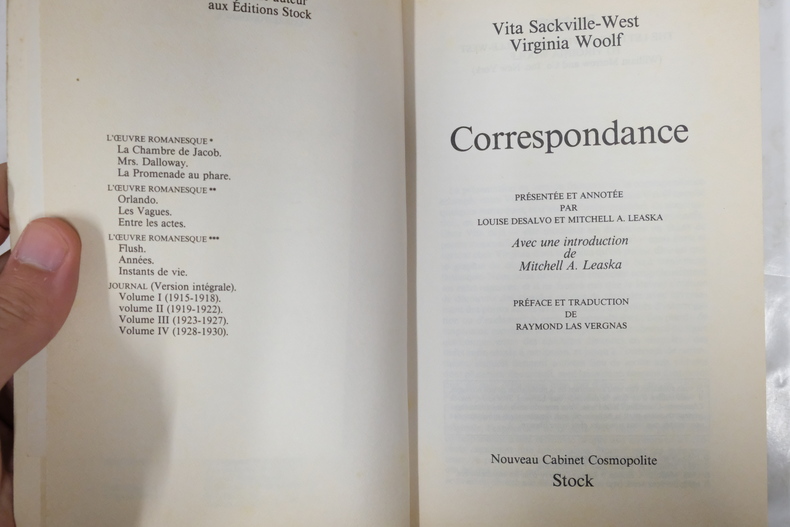 auteur
aux Éditions Stock
L'ŒUVRE ROMANESQUE *
La Chambre de Jacob.
Mrs. Dalloway.
La Promenade au phare.
L'ŒUVRE ROMANESQUE **
Orlando.
Les Vagues.
Entre les actes.
L'ŒUVRE ROMANESQUE ***
Flush.
Années.
Instants de vie.
JOURNAL (Version intégrale).
Volume I (1915-1918).
volume II (1919-1922).
Volume III (1923-1927).
Volume IV (1928-1930).
Vita Sackville-West
Virginia Woolf
Correspondance
PRÉSENTÉE ET ANNOTÉE
PAR
LOUISE DESALVO ET MITCHELL A. LEASKA
Avec une introduction
de
Mitchell A. Leaska
PRÉFACE ET TRADUCTION
DE
RAYMOND LAS VERGNAS
Nouveau Cabinet Cosmopolite
Stock